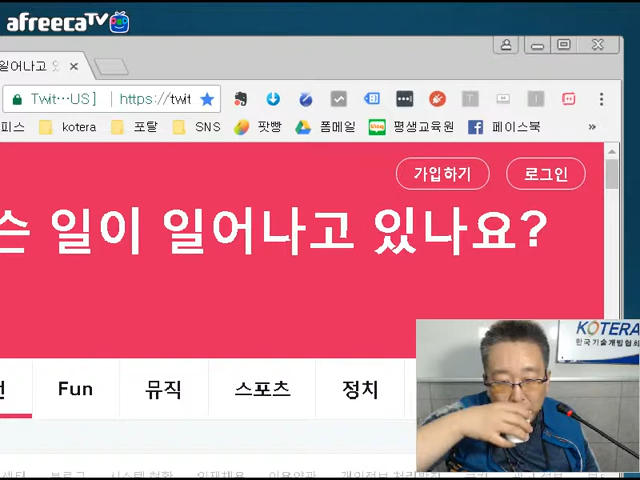 afreecaTV
일어나고
Twit…US] https://twit
피스 kotera 포탈 SNS 팟빵 폼메일 평생교육원 페이스북 »
가입하기 로그인
슨 일이 일어나고 있나요?
KOTERA
한국기술개발협회
Fun 뮤직 스포츠 정치